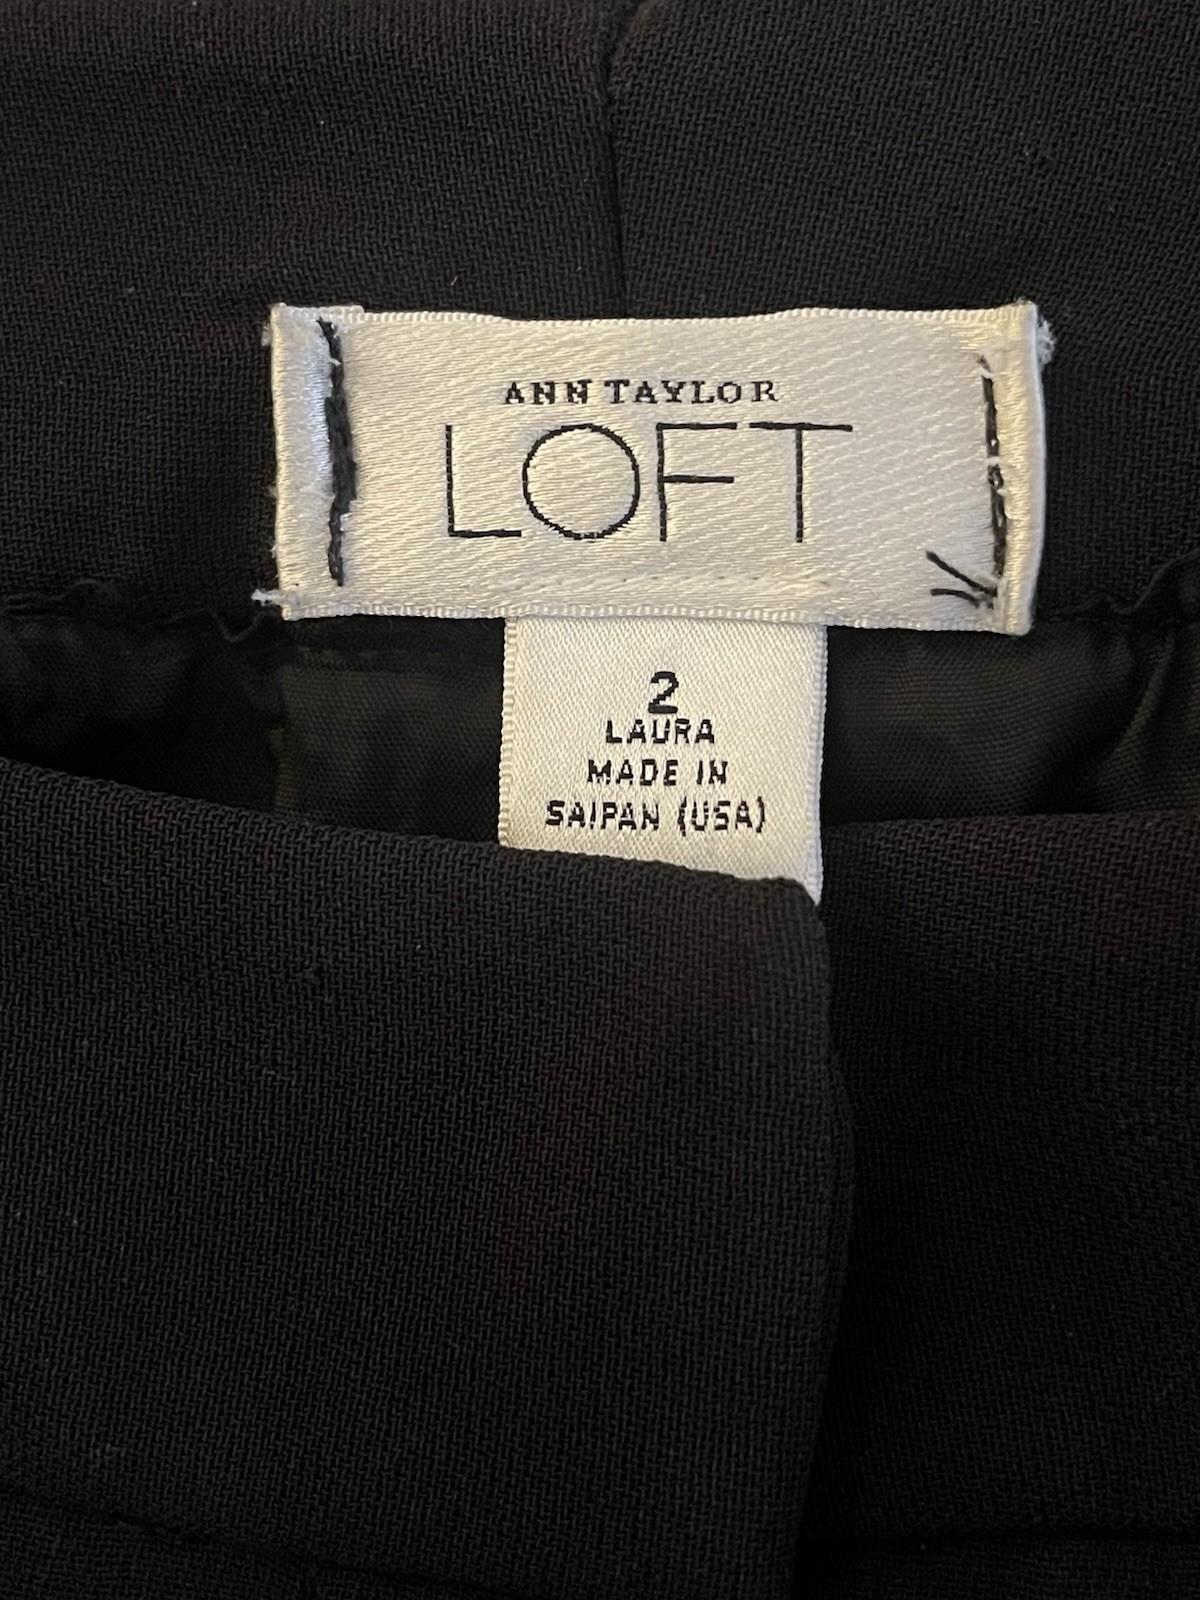 ANN TAYLOR
LOFT
2
LAURA
MADE IN
SAIPAN (USA)